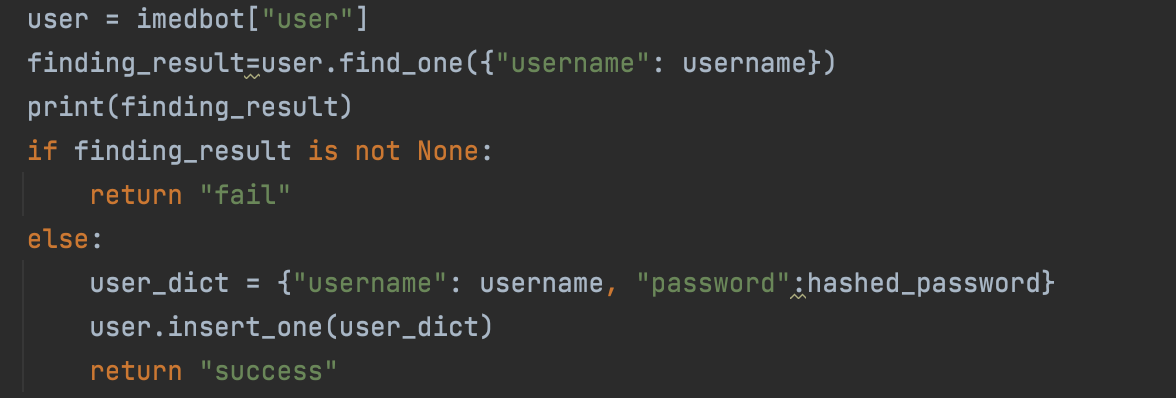 user = imedbot["user"]
finding_result=user.find_one({"username": username})
print(finding_result)
if finding_result is not None:
    return "fail"
else:
    user_dict = {"username": username, "password":hashed_password}
    user.insert_one(user_dict)
    return "success"